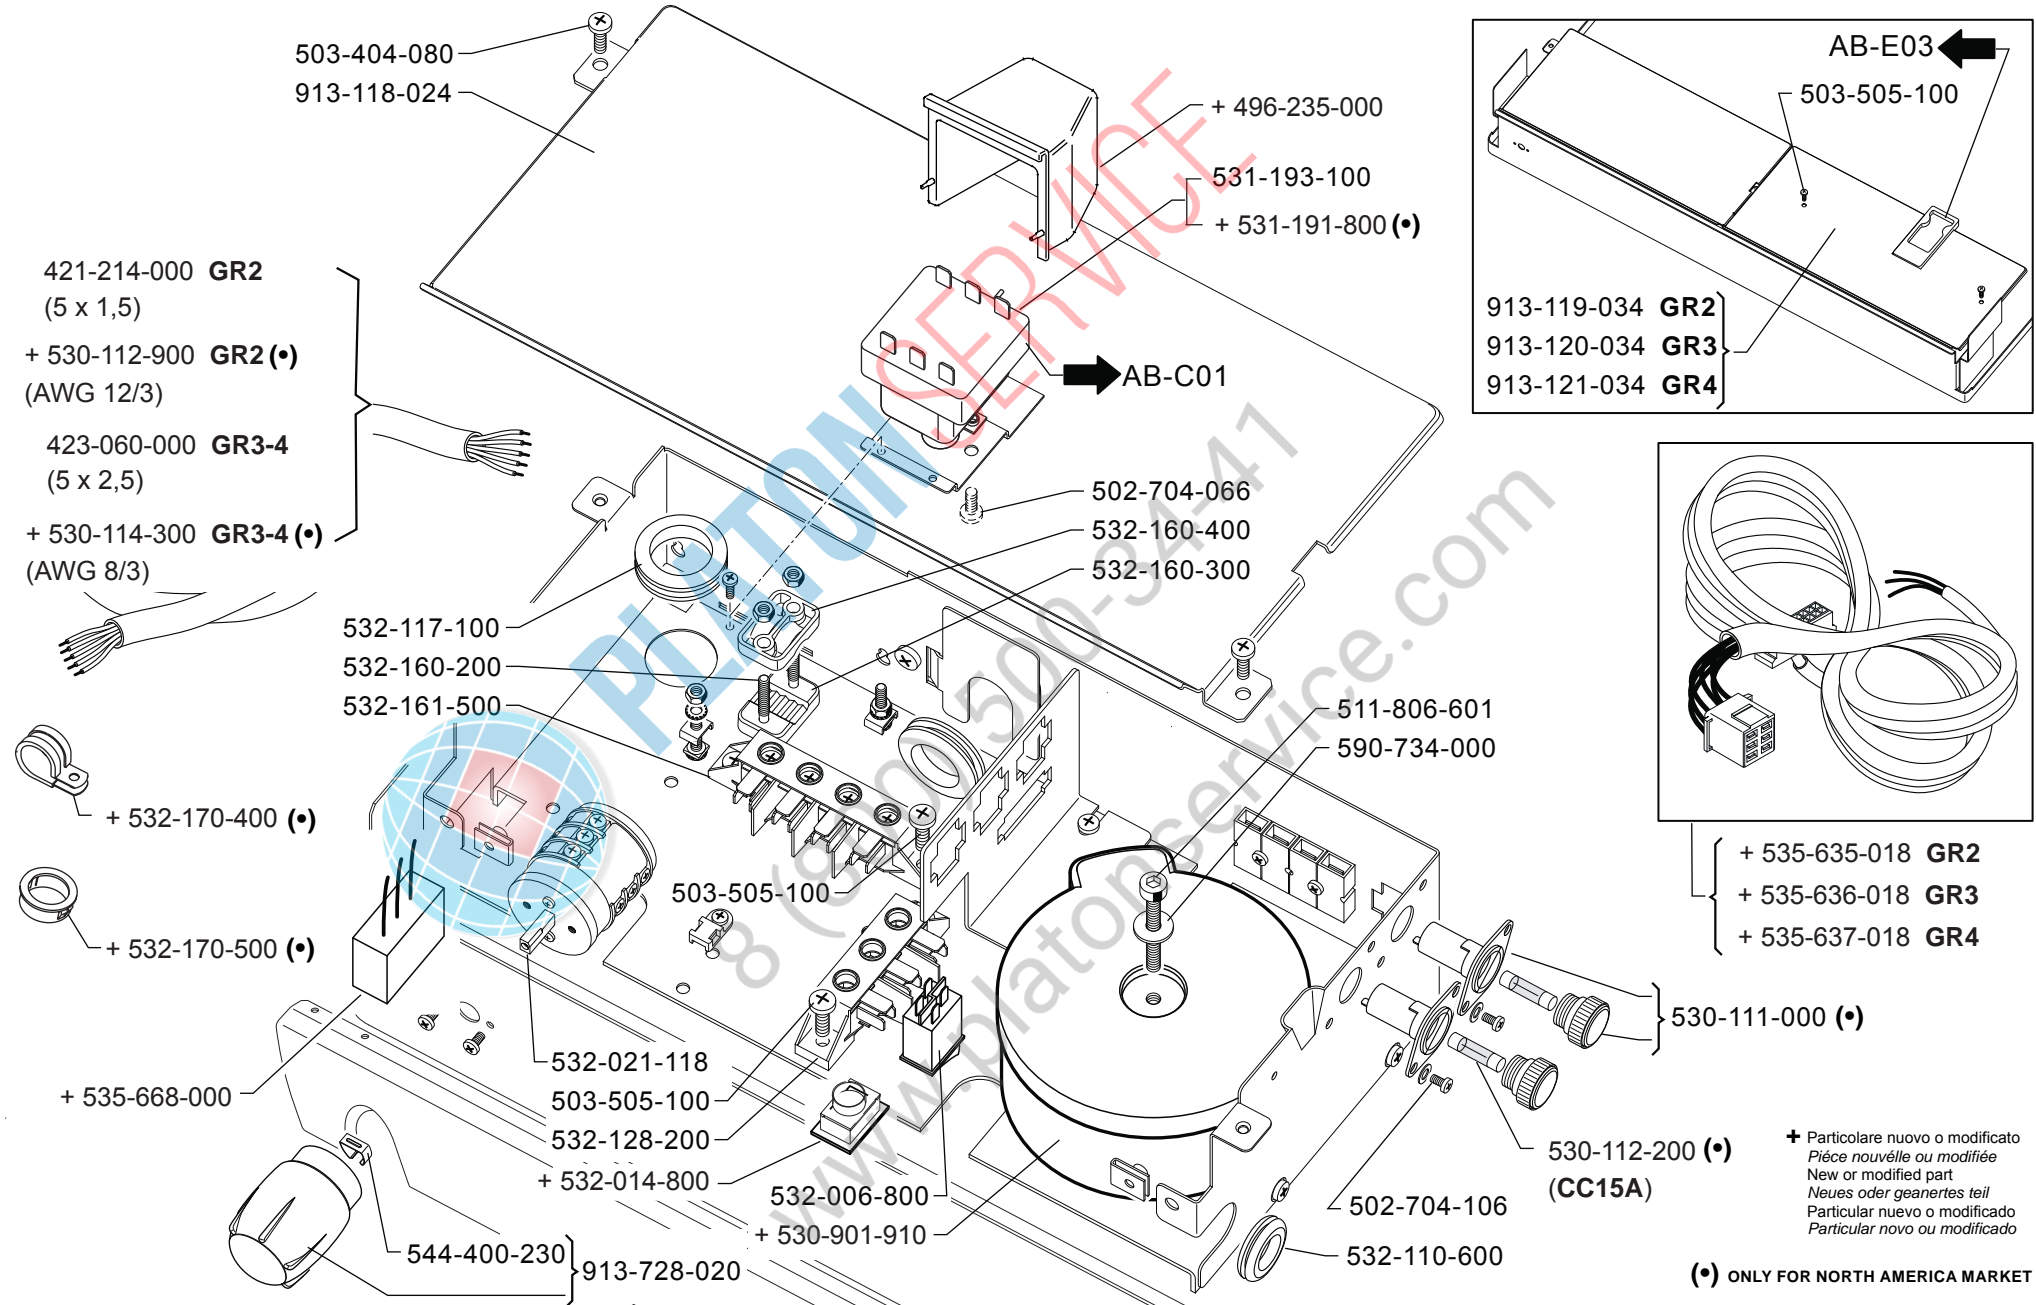 503-404-080
913-118-024
+ 496-235-000
531-193-100
+ 531-191-800 (•)
AB-E03
503-505-100
913-119-034 GR2
913-120-034 GR3
913-121-034 GR4
421-214-000 GR2
(5 x 1,5)
+ 530-112-900 GR2 (•)
(AWG 12/3)
423-060-000 GR3-4
(5 x 2,5)
+ 530-114-300 GR3-4 (•)
(AWG 8/3)
AB-C01
502-704-066
532-160-400
532-160-300
532-117-100
532-160-200
532-161-500
511-806-601
590-734-000
+ 532-170-400 (•)
+ 532-170-500 (•)
503-505-100
+ 535-635-018 GR2
+ 535-636-018 GR3
+ 535-637-018 GR4
530-111-000 (•)
+ 535-668-000
532-021-118
503-505-100
532-128-200
+ 532-014-800
532-006-800
+ 530-901-910
544-400-230
913-728-020
530-112-200 (•)
(CC15A)
502-704-106
532-110-600
+ Particolare nuovo o modificato
Piéce nouvélle ou modifiée
New or modified part
Neues oder geanertes teil
Particular nuevo o modificado
Particular novo ou modificado
(•) ONLY FOR NORTH AMERICA MARKET
PLATON SERVICE
8 (800) 500-34-41
www.platonservice.com